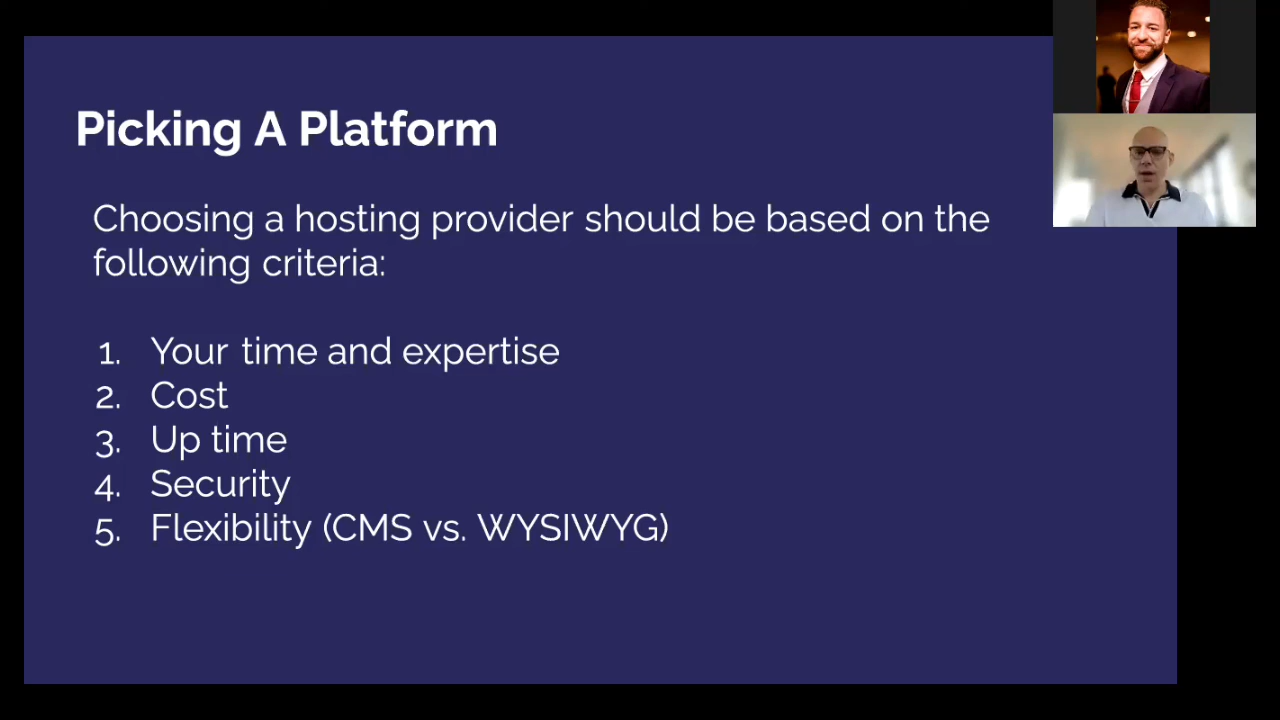 Picking A Platform
Choosing a hosting provider should be based on the
following criteria:
1. Your time and expertise
2. Cost
3. Up time
4. Security
5. Flexibility (CMS vs. WYSIWYG)